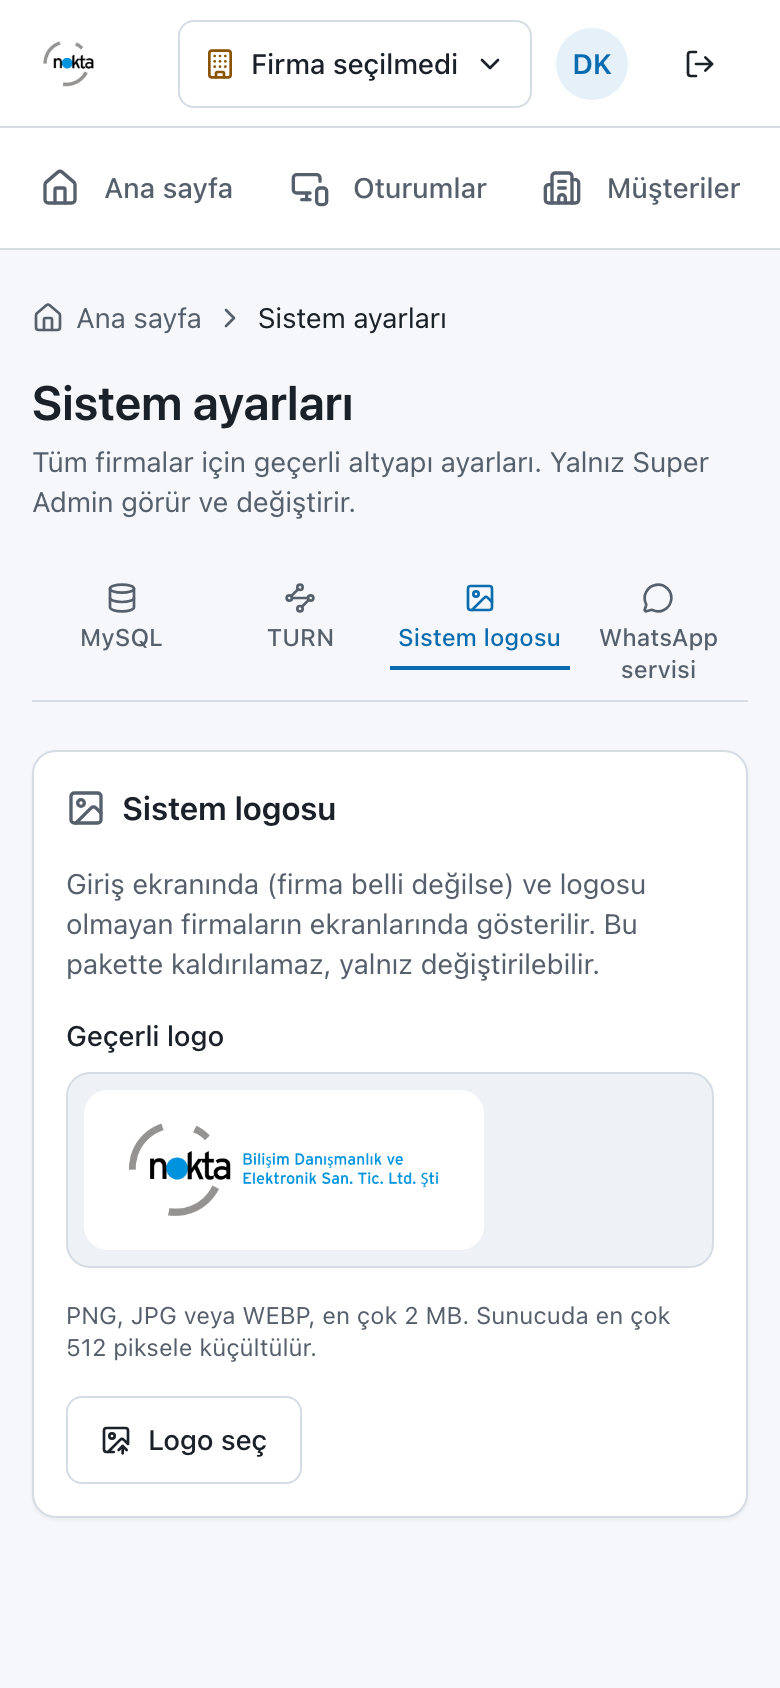 nokta
Firma seçilmedi
DK
Ana sayfa
Oturumlar
Müşteriler
Ana sayfa
Sistem ayarları
Sistem ayarları
Tüm firmalar için geçerli altyapı ayarları. Yalnız Super
Admin görür ve değiştirir.
MySQL
TURN
Sistem logosu
WhatsApp
servisi
Sistem logosu
Giriş ekranında (firma belli değilse) ve logosu
olmayan firmaların ekranlarında gösterilir. Bu
pakette kaldırılamaz, yalnız değiştirilebilir.
Geçerli logo
nokta
Bilişim Danışmanlık ve
Elektronik San. Tic. Ltd. Şti
PNG, JPG veya WEBP, en çok 2 MB. Sunucuda en çok
512 piksele küçültülür.
Logo seç